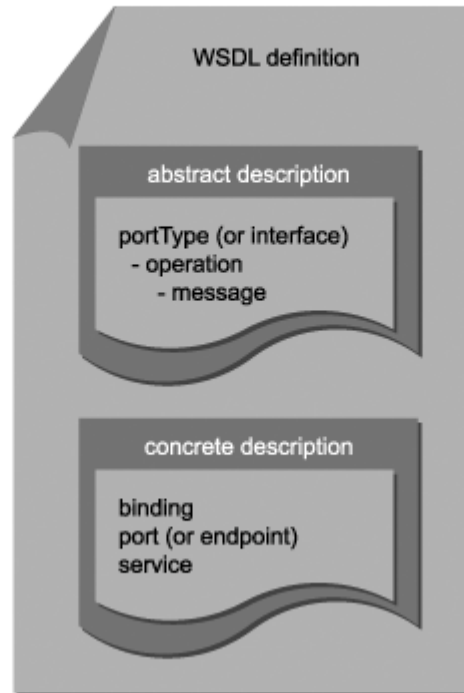 WSDL definition
abstract description
portType (or interface)
- operation
- message
concrete description
binding
port (or endpoint)
service